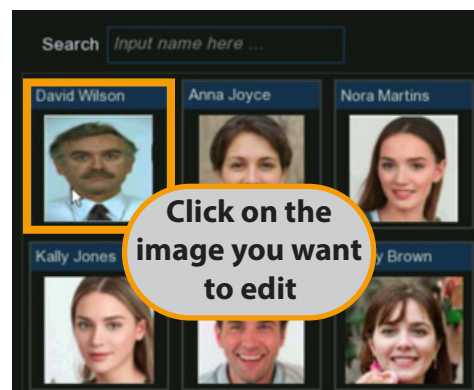 Search Input name here ...
David Wilson
Anna Joyce
Nora Martins
Click on the
image you want
to edit
Kally Jones
y Brown